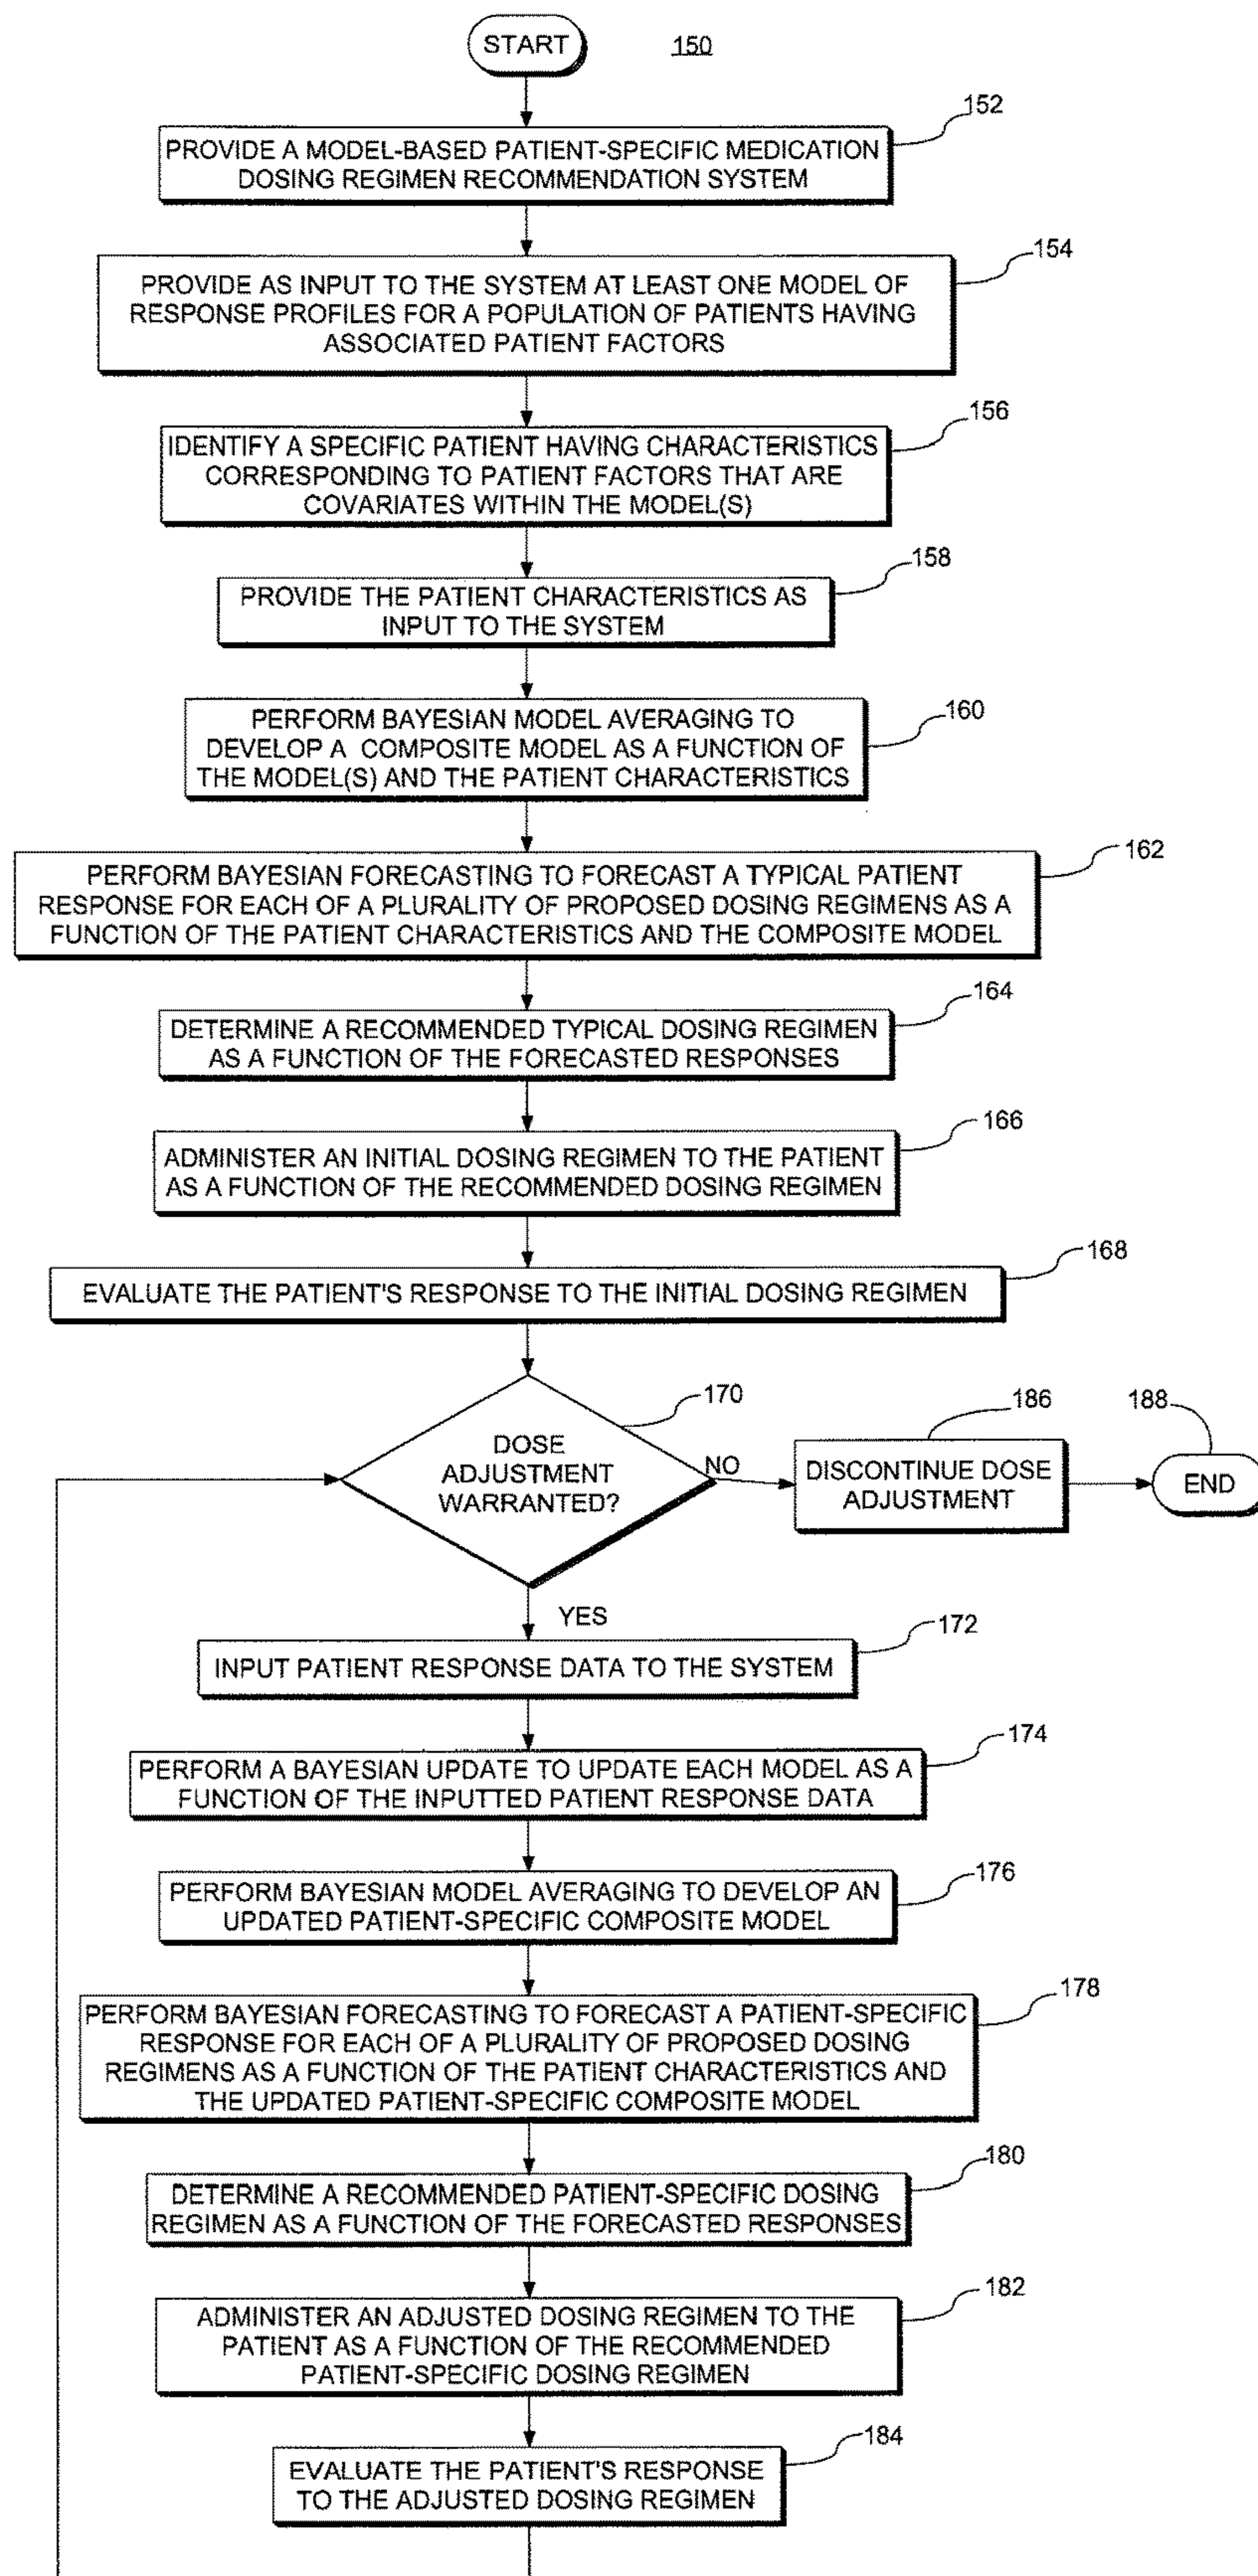 START
150
152
PROVIDE A MODEL-BASED PATIENT-SPECIFIC MEDICATION
DOSING REGIMEN RECOMMENDATION SYSTEM
154
PROVIDE AS INPUT TO THE SYSTEM AT LEAST ONE MODEL OF
RESPONSE PROFILES FOR A POPULATION OF PATIENTS HAVING
ASSOCIATED PATIENT FACTORS
156
IDENTIFY A SPECIFIC PATIENT HAVING CHARACTERISTICS
CORRESPONDING TO PATIENT FACTORS THAT ARE
COVARIATES WITHIN THE MODEL(S)
158
PROVIDE THE PATIENT CHARACTERISTICS AS
INPUT TO THE SYSTEM
160
PERFORM BAYESIAN MODEL AVERAGING TO
DEVELOP A COMPOSITE MODEL AS A FUNCTION OF
THE MODEL(S) AND THE PATIENT CHARACTERISTICS
162
PERFORM BAYESIAN FORECASTING TO FORECAST A TYPICAL PATIENT
RESPONSE FOR EACH OF A PLURALITY OF PROPOSED DOSING REGIMENS AS A
FUNCTION OF THE PATIENT CHARACTERISTICS AND THE COMPOSITE MODEL
164
DETERMINE A RECOMMENDED TYPICAL DOSING REGIMEN
AS A FUNCTION OF THE FORECASTED RESPONSES
166
ADMINISTER AN INITIAL DOSING REGIMEN TO THE PATIENT
AS A FUNCTION OF THE RECOMMENDED DOSING REGIMEN
168
EVALUATE THE PATIENT'S RESPONSE TO THE INITIAL DOSING REGIMEN
170
DOSE
ADJUSTMENT
WARRANTED?
NO
186
DISCONTINUE DOSE
ADJUSTMENT
188
END
YES
172
INPUT PATIENT RESPONSE DATA TO THE SYSTEM
174
PERFORM A BAYESIAN UPDATE TO UPDATE EACH MODEL AS A
FUNCTION OF THE INPUTTED PATIENT RESPONSE DATA
176
PERFORM BAYESIAN MODEL AVERAGING TO DEVELOP AN
UPDATED PATIENT-SPECIFIC COMPOSITE MODEL
178
PERFORM BAYESIAN FORECASTING TO FORECAST A PATIENT-SPECIFIC
RESPONSE FOR EACH OF A PLURALITY OF PROPOSED DOSING
REGIMENS AS A FUNCTION OF THE PATIENT CHARACTERISTICS AND
THE UPDATED PATIENT-SPECIFIC COMPOSITE MODEL
180
DETERMINE A RECOMMENDED PATIENT-SPECIFIC DOSING
REGIMEN AS A FUNCTION OF THE FORECASTED RESPONSES
182
ADMINISTER AN ADJUSTED DOSING REGIMEN TO THE
PATIENT AS A FUNCTION OF THE RECOMMENDED
PATIENT-SPECIFIC DOSING REGIMEN
184
EVALUATE THE PATIENT'S RESPONSE
TO THE ADJUSTED DOSING REGIMEN